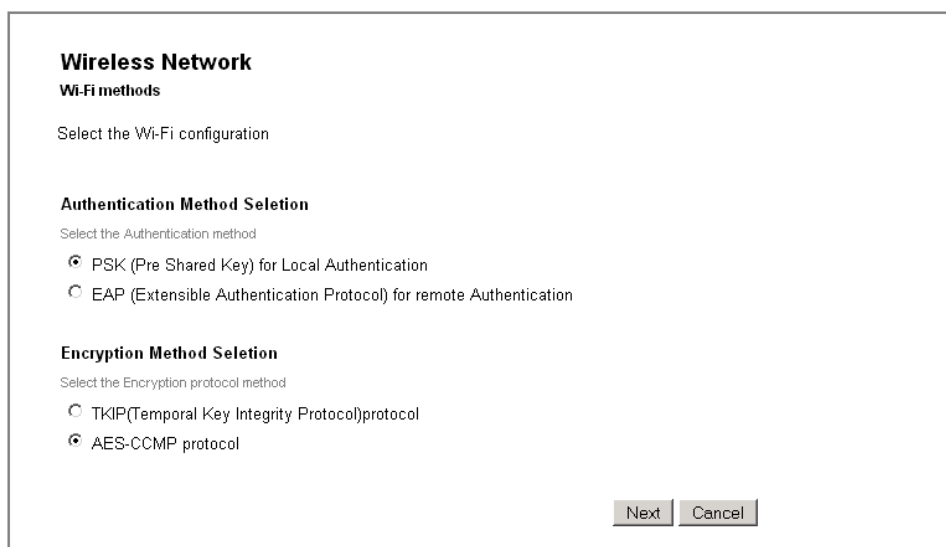 Wireless Network
Wi-Fi methods
Select the Wi-Fi configuration
Authentication Method Seletion
Select the Authentication method
PSK (Pre Shared Key) for Local Authentication
EAP (Extensible Authentication Protocol) for remote Authentication
Encryption Method Seletion
Select the Encryption protocol method
TKIP(Temporal Key Integrity Protocol)protocol
AES-CCMP protocol
Next Cancel